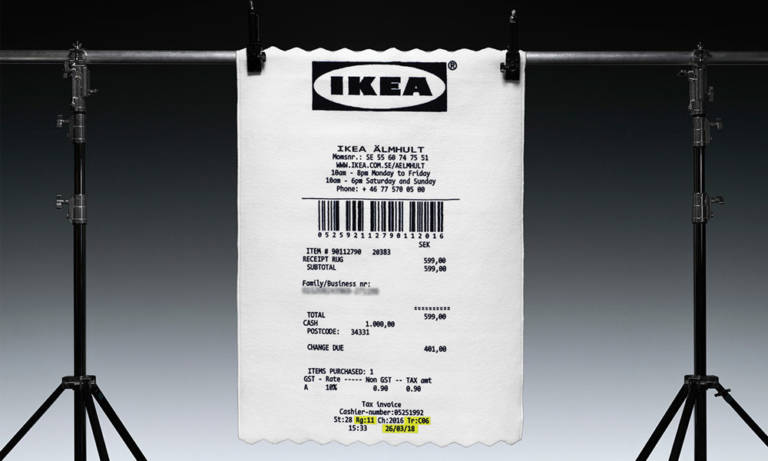 IKEA®
IKEA ÄLMHULT
Momsnr.: SE 55 60 74 75 51
WWW.IKEA.COM.SE/AELMHULT
10am - 8pm Monday to Friday
10am - 6pm Saturday and Sunday
Phone: + 46 77 570 05 00
0525921127901 12016
SEK
ITEM # 90112790 20383
RECEIPT RUG 599,00
SUBTOTAL 599,00
Family/Business nr:
==========
TOTAL 599,00
CASH 1.000,00
POSTCODE: 34331
CHANGE DUE 401,00
ITEMS PURCHASED: 1
GST - Rate ----- Non GST -- TAX amt
A 10% 0.90 0.90
Tax invoice
Cashier-number:05251992
St:28 Rg:11 Ch:2016 Tr:C06
15:33 26/03/18